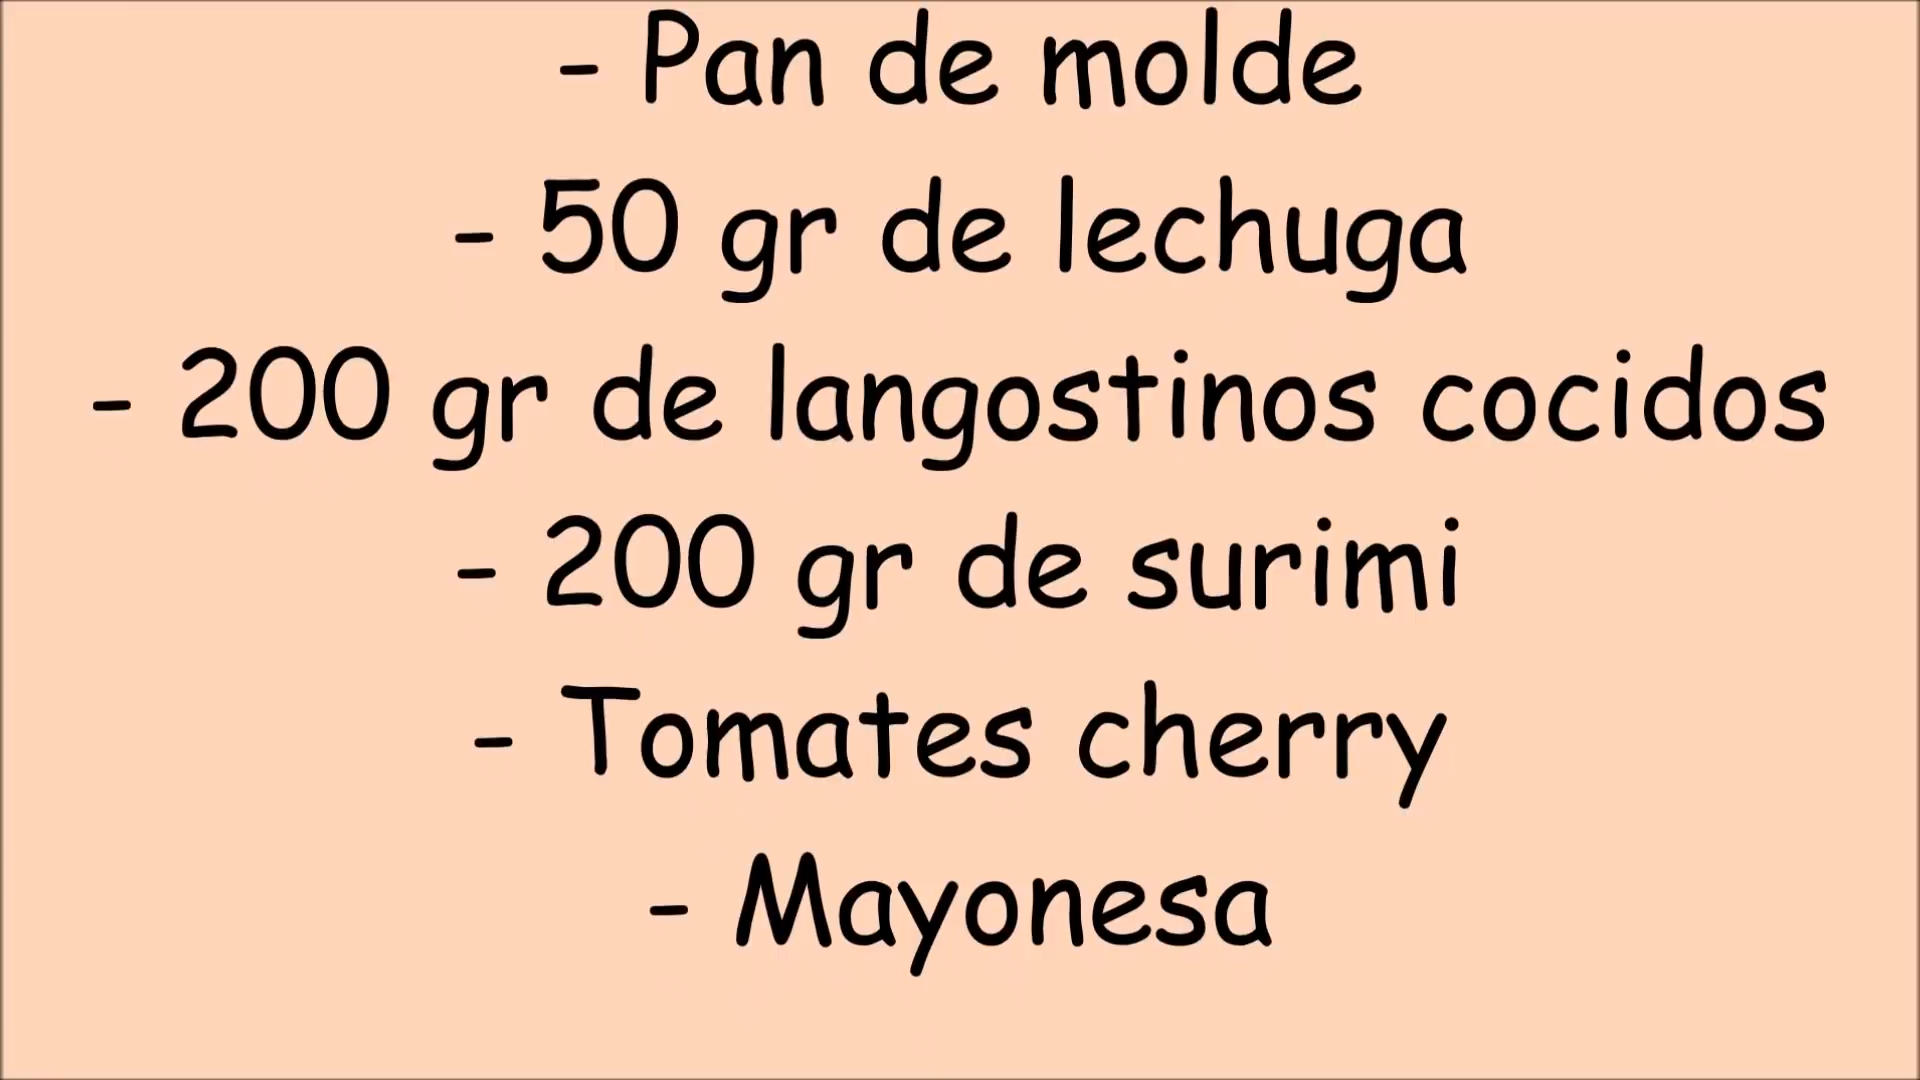 - Pan de molde
- 50 gr de lechuga
- 200 gr de langostinos cocidos
- 200 gr de surimi
- Tomates cherry
- Mayonesa